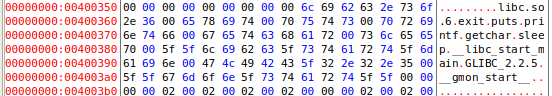 00000000:00400350 00 00 00 00 00 00 00 00 00 6c 69 62 63 2e 73 6f .........libc.so
00000000:00400360 2e 36 00 65 78 69 74 00 70 75 74 73 00 70 72 69 .6.exit.puts.pri
00000000:00400370 6e 74 66 00 67 65 74 63 68 61 72 00 73 6c 65 65 ntf.getchar.slee
00000000:00400380 70 00 5f 5f 6c 69 62 63 5f 73 74 61 72 74 5f 6d p.__libc_start_m
00000000:00400390 61 69 6e 00 47 4c 49 42 43 5f 32 2e 32 2e 35 00 ain.GLIBC_2.2.5.
00000000:004003a0 5f 5f 67 6d 6f 6e 5f 73 74 61 72 74 5f 5f 00 00 __gmon_start__..
00000000:004003b0 00 00 02 00 02 00 02 00 02 00 02 00 00 00 02 00 ................